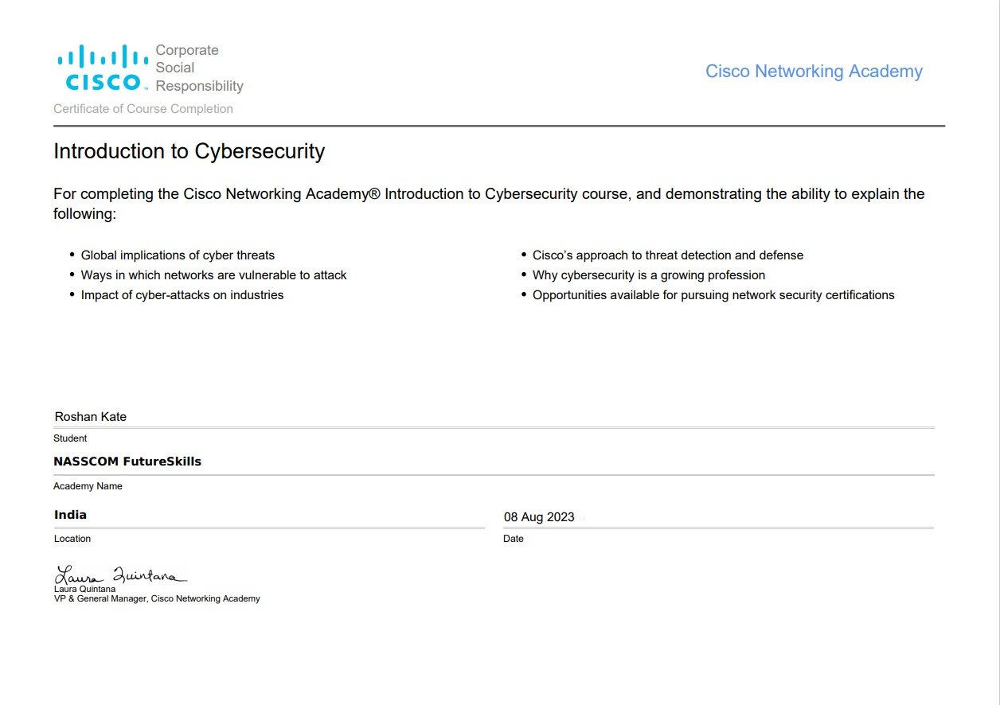 Corporate
Social
Responsibility
CISCO™
Cisco Networking Academy
Certificate of Course Completion
Introduction to Cybersecurity
For completing the Cisco Networking Academy® Introduction to Cybersecurity course, and demonstrating the ability to explain the
following:
• Global implications of cyber threats
• Ways in which networks are vulnerable to attack
• Impact of cyber-attacks on industries
• Cisco’s approach to threat detection and defense
• Why cybersecurity is a growing profession
• Opportunities available for pursuing network security certifications
Roshan Kate
Student
NASSCOM FutureSkills
Academy Name
India
Location
08 Aug 2023
Date
Laura Quintana
Laura Quintana
VP & General Manager, Cisco Networking Academy